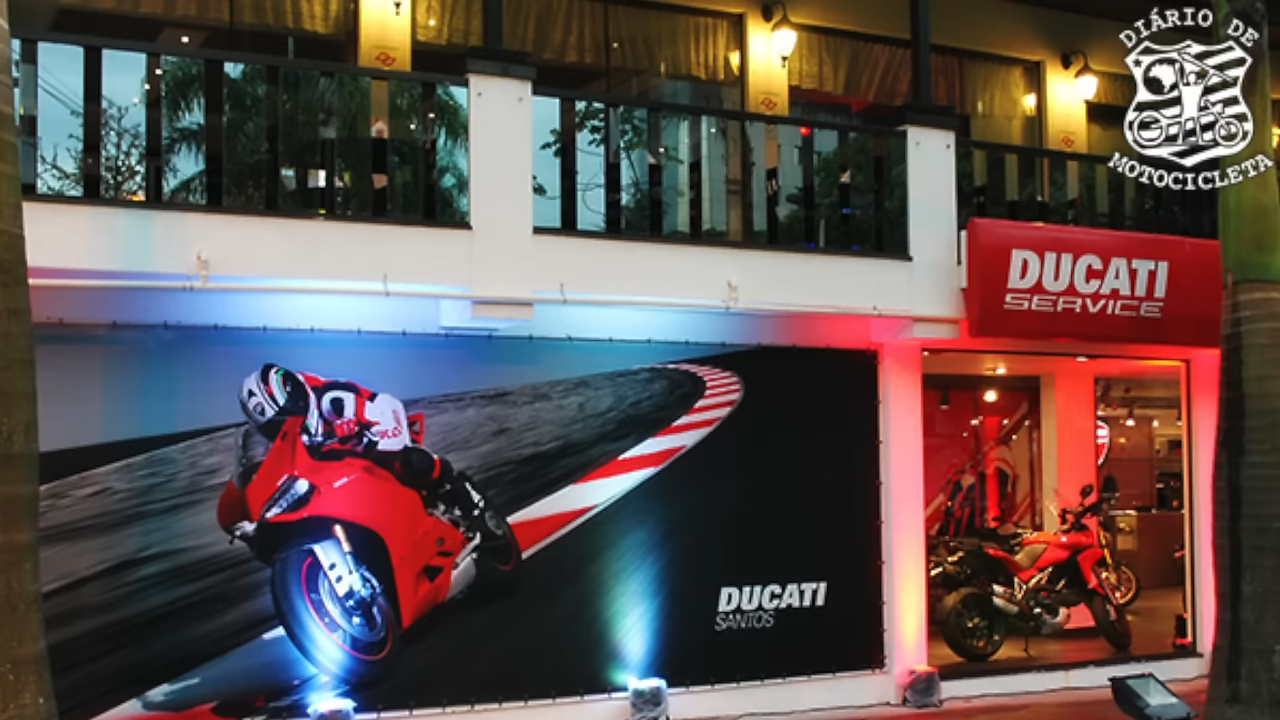 DIÁRIO DE
MOTOCICLETA
DUCATI
SERVICE
DUCATI
SANTOS